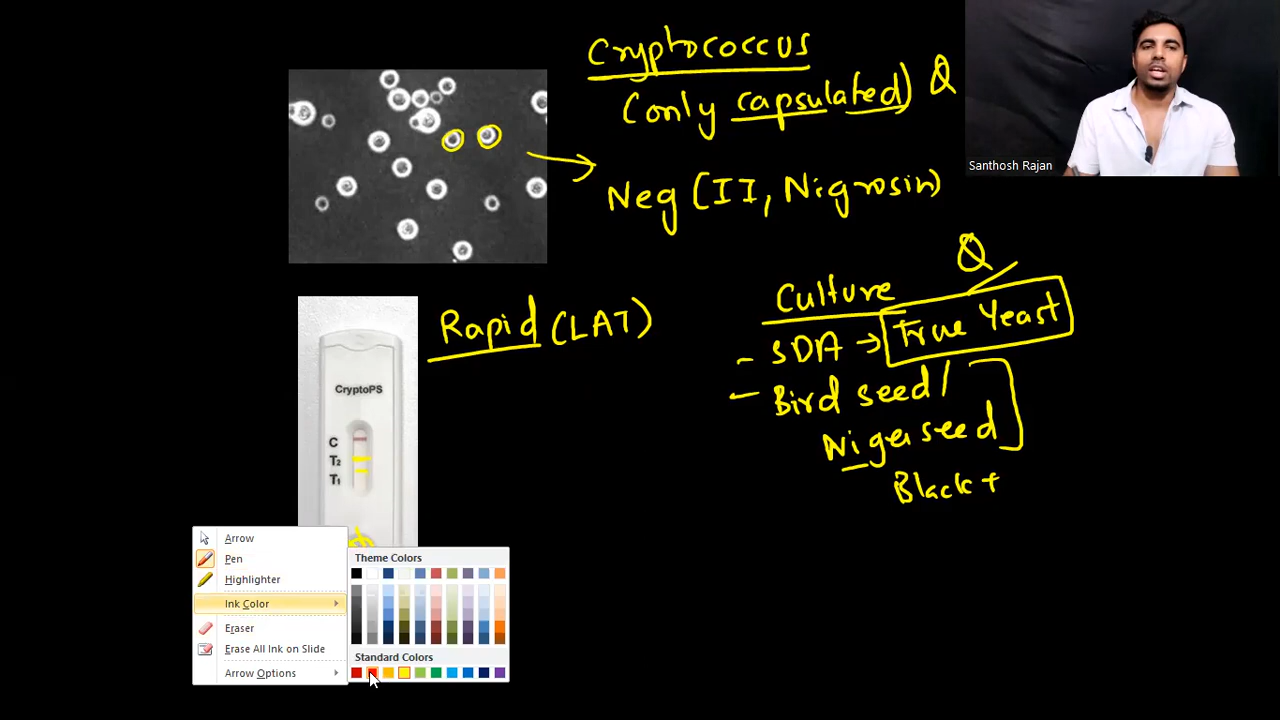 Cryptococcus
(only capsulated) Q
Neg (II, Nigrosin)
Santhosh Rajan
Rapid (LAT)
CryptoPS
C
T2
T1
Q
Culture
- SDA → True Yeast
- Bird seed /
Niger seed
Black +
Arrow
Pen
Highlighter
Ink Color
Eraser
Erase All Ink on Slide
Arrow Options
Theme Colors
Standard Colors